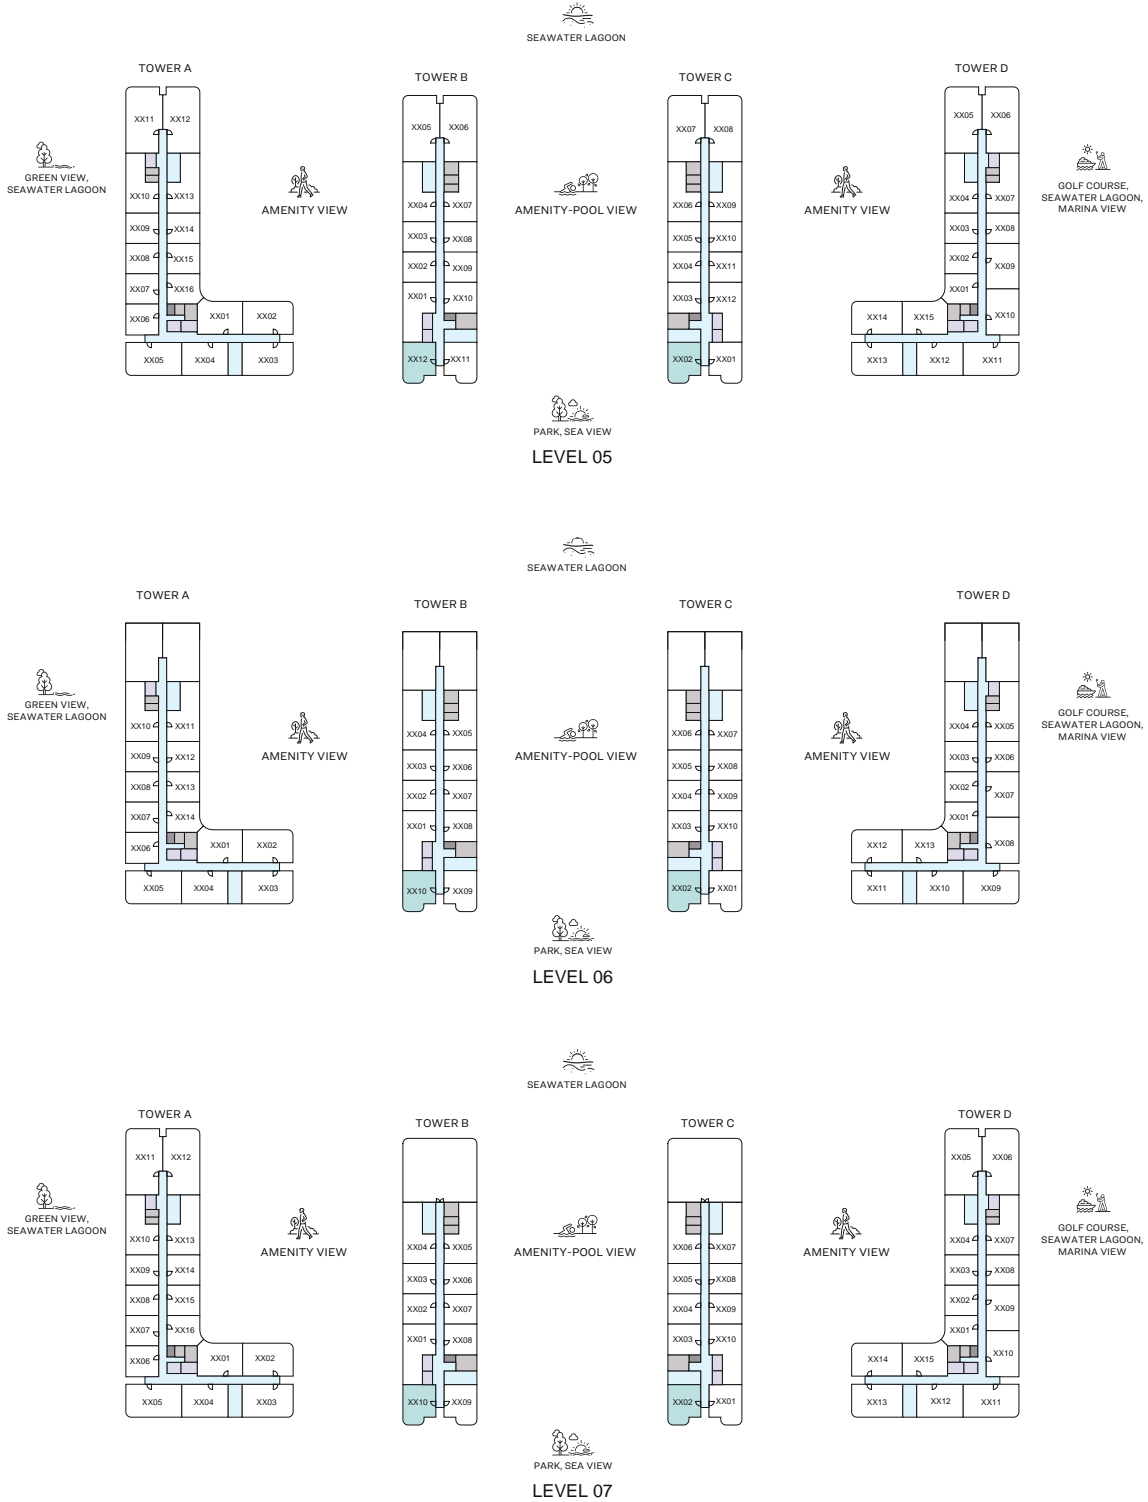 SEAWATER LAGOON
TOWER A
TOWER B
TOWER C
TOWER D
XX11 XX12
XX05 XX06
XX07 XX08
XX05 XX06
GREEN VIEW,
SEAWATER LAGOON
AMENITY VIEW
AMENITY-POOL VIEW
AMENITY VIEW
GOLF COURSE,
SEAWATER LAGOON,
MARINA VIEW
XX10 XX13
XX04 XX07
XX06 XX09
XX04 XX07
XX09 XX14
XX03 XX08
XX05 XX10
XX03 XX08
XX08 XX15
XX02 XX09
XX04 XX11
XX02 XX09
XX07 XX16
XX01 XX10
XX03 XX12
XX01
XX06 XX01 XX02
XX14 XX15 XX10
XX05 XX04 XX03
XX12 XX11
XX02 XX01
XX13 XX12 XX11
PARK, SEA VIEW
LEVEL 05
SEAWATER LAGOON
TOWER A
TOWER B
TOWER C
TOWER D
GREEN VIEW,
SEAWATER LAGOON
AMENITY VIEW
AMENITY-POOL VIEW
AMENITY VIEW
GOLF COURSE,
SEAWATER LAGOON,
MARINA VIEW
XX10 XX11
XX04 XX05
XX06 XX07
XX04 XX05
XX09 XX12
XX03 XX06
XX05 XX08
XX03 XX06
XX08 XX13
XX02 XX07
XX04 XX09
XX02 XX07
XX07 XX14
XX01 XX08
XX03 XX10
XX01
XX06 XX01 XX02
XX12 XX13 XX08
XX05 XX04 XX03
XX10 XX09
XX02 XX01
XX11 XX10 XX09
PARK, SEA VIEW
LEVEL 06
SEAWATER LAGOON
TOWER A
TOWER B
TOWER C
TOWER D
XX11 XX12
XX05 XX06
GREEN VIEW,
SEAWATER LAGOON
AMENITY VIEW
AMENITY-POOL VIEW
AMENITY VIEW
GOLF COURSE,
SEAWATER LAGOON,
MARINA VIEW
XX10 XX13
XX04 XX05
XX06 XX07
XX04 XX07
XX09 XX14
XX03 XX06
XX05 XX08
XX03 XX08
XX08 XX15
XX02 XX07
XX04 XX09
XX02 XX09
XX07 XX16
XX01 XX08
XX03 XX10
XX01
XX06 XX01 XX02
XX14 XX15 XX10
XX05 XX04 XX03
XX10 XX09
XX02 XX01
XX13 XX12 XX11
PARK, SEA VIEW
LEVEL 07